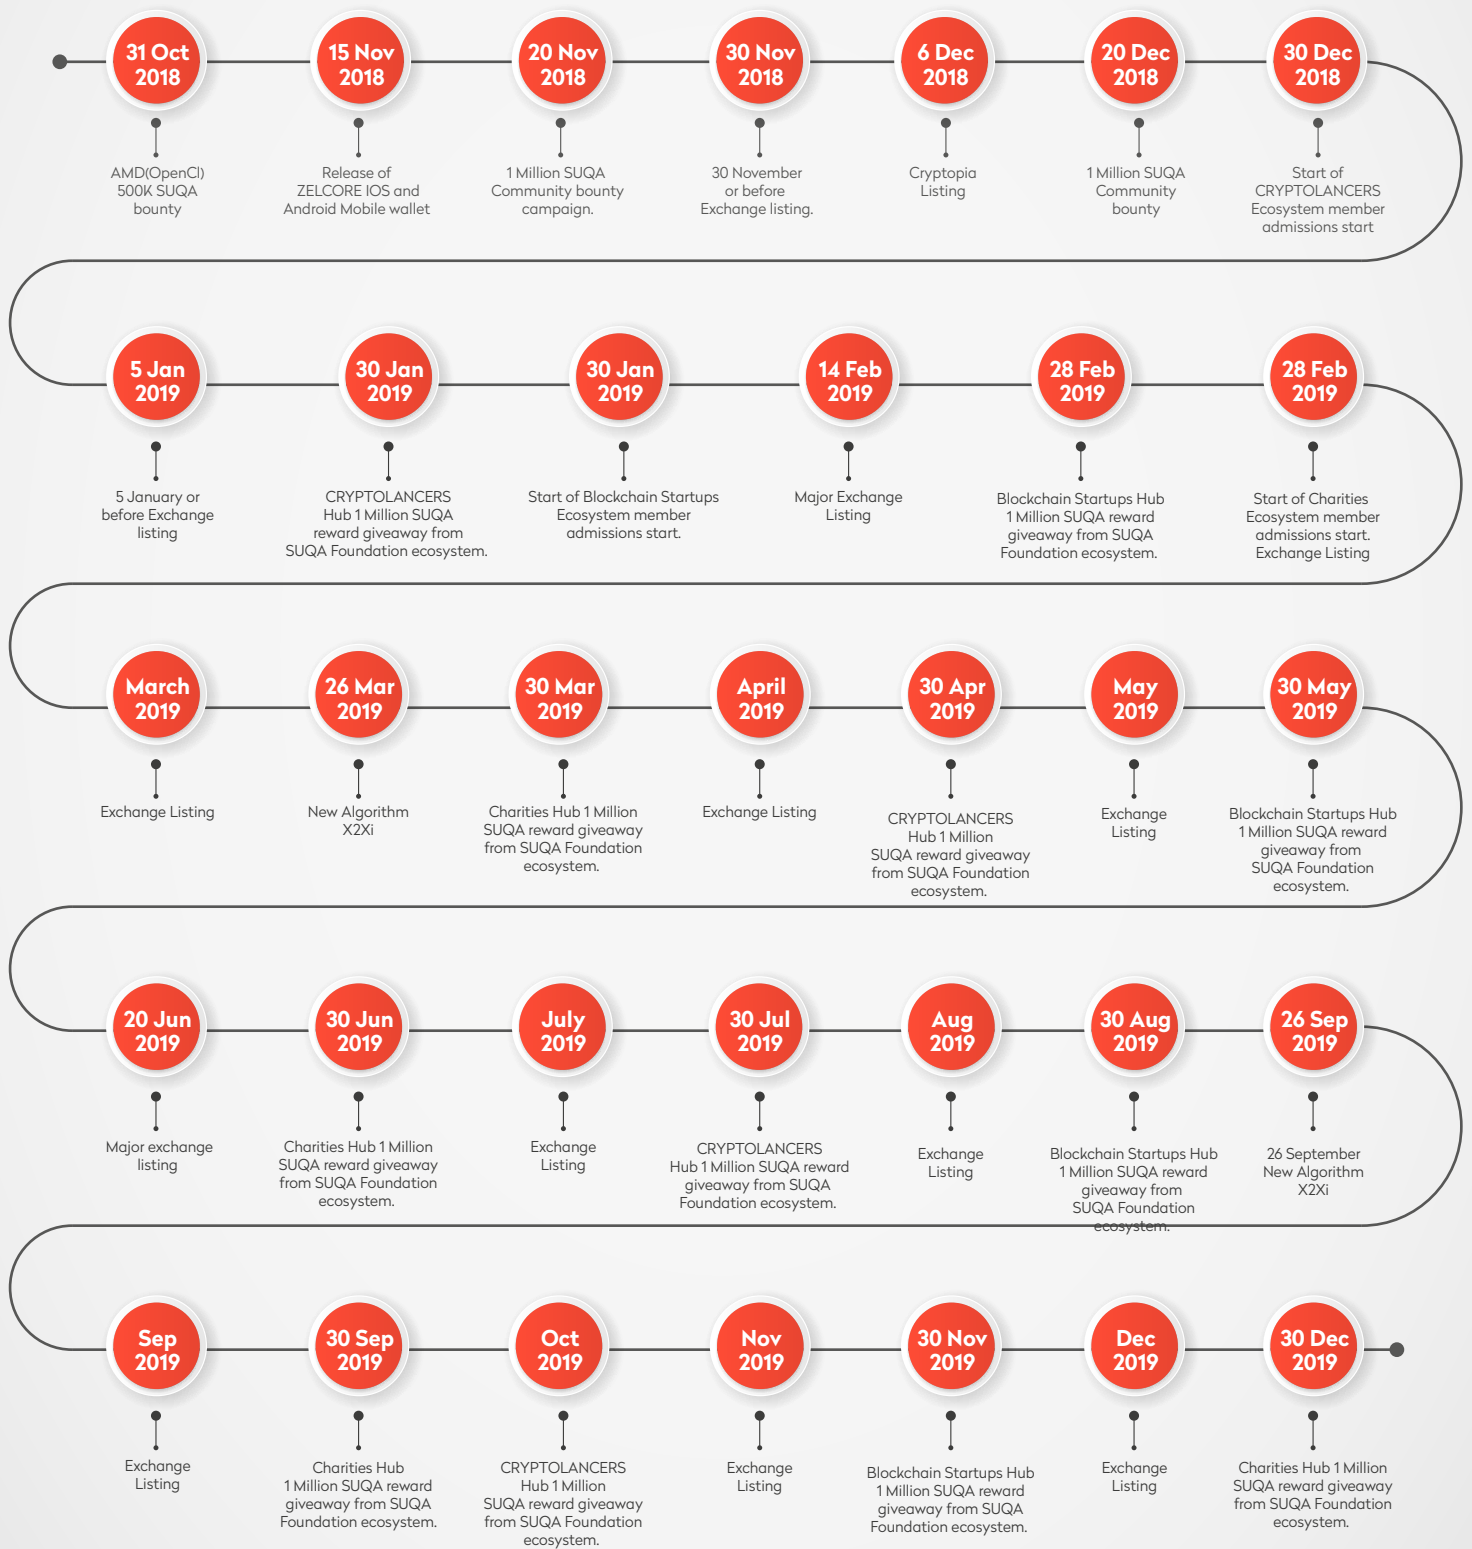 31 Oct
2018
15 Nov
2018
20 Nov
2018
30 Nov
2018
6 Dec
2018
20 Dec
2018
30 Dec
2018
AMD(OpenCl)
500K SUQA
bounty
Release of
ZELCORE IOS and
Android Mobile wallet
1 Million SUQA
Community bounty
campaign.
30 November
or before
Exchange listing.
Cryptopia
Listing
1 Million SUQA
Community
bounty
Start of
CRYPTOLANCERS
Ecosystem member
admissions start
5 Jan
2019
30 Jan
2019
30 Jan
2019
14 Feb
2019
28 Feb
2019
28 Feb
2019
5 January or
before Exchange
listing
CRYPTOLANCERS
Hub 1 Million SUQA
reward giveaway from
SUQA Foundation ecosystem.
Start of Blockchain Startups
Ecosystem member
admissions start.
Major Exchange
Listing
Blockchain Startups Hub
1 Million SUQA reward
giveaway from SUQA
Foundation ecosystem.
Start of Charities
Ecosystem member
admissions start.
Exchange Listing
March
2019
26 Mar
2019
30 Mar
2019
April
2019
30 Apr
2019
May
2019
30 May
2019
Exchange Listing
New Algorithm
X2Xi
Charities Hub 1 Million
SUQA reward giveaway
from SUQA Foundation
ecosystem.
Exchange Listing
CRYPTOLANCERS
Hub 1 Million
SUQA reward giveaway
from SUQA Foundation
ecosystem.
Exchange
Listing
Blockchain Startups Hub
1 Million SUQA reward
giveaway from
SUQA Foundation
ecosystem.
20 Jun
2019
30 Jun
2019
July
2019
30 Jul
2019
Aug
2019
30 Aug
2019
26 Sep
2019
Major exchange
listing
Charities Hub 1 Million
SUQA reward giveaway
from SUQA Foundation
ecosystem.
Exchange
Listing
CRYPTOLANCERS
Hub 1 Million SUQA reward
giveaway from SUQA
Foundation ecosystem.
Exchange
Listing
Blockchain Startups Hub
1 Million SUQA reward
giveaway from
SUQA Foundation
ecosystem.
26 September
New Algorithm
X2Xi
Sep
2019
30 Sep
2019
Oct
2019
Nov
2019
30 Nov
2019
Dec
2019
30 Dec
2019
Exchange
Listing
Charities Hub
1 Million SUQA reward
giveaway from SUQA
Foundation ecosystem.
CRYPTOLANCERS
Hub 1 Million
SUQA reward giveaway
from SUQA Foundation
ecosystem.
Exchange
Listing
Blockchain Startups Hub
1 Million SUQA reward
giveaway from SUQA
Foundation ecosystem.
Exchange
Listing
Charities Hub 1 Million
SUQA reward giveaway
from SUQA Foundation
ecosystem.